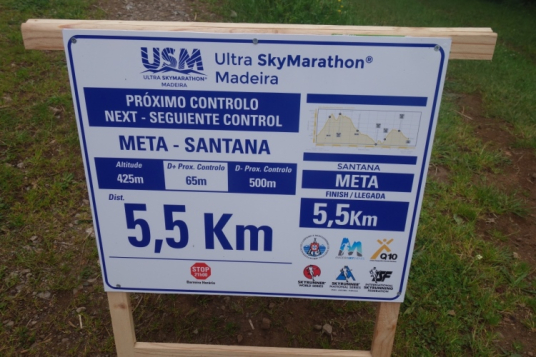 USM
ULTRA SKYMARATHON®
MADEIRA
Ultra SkyMarathon®
Madeira
PRÓXIMO CONTROLO
NEXT - SEGUIENTE CONTROL
META - SANTANA
Altitude
425m
D+ Prox. Controlo
65m
D- Prox. Controlo
500m
Dist.
5,5 Km
SANTANA
META
FINISH / LLEGADA
5,5Km
STOP
Q10